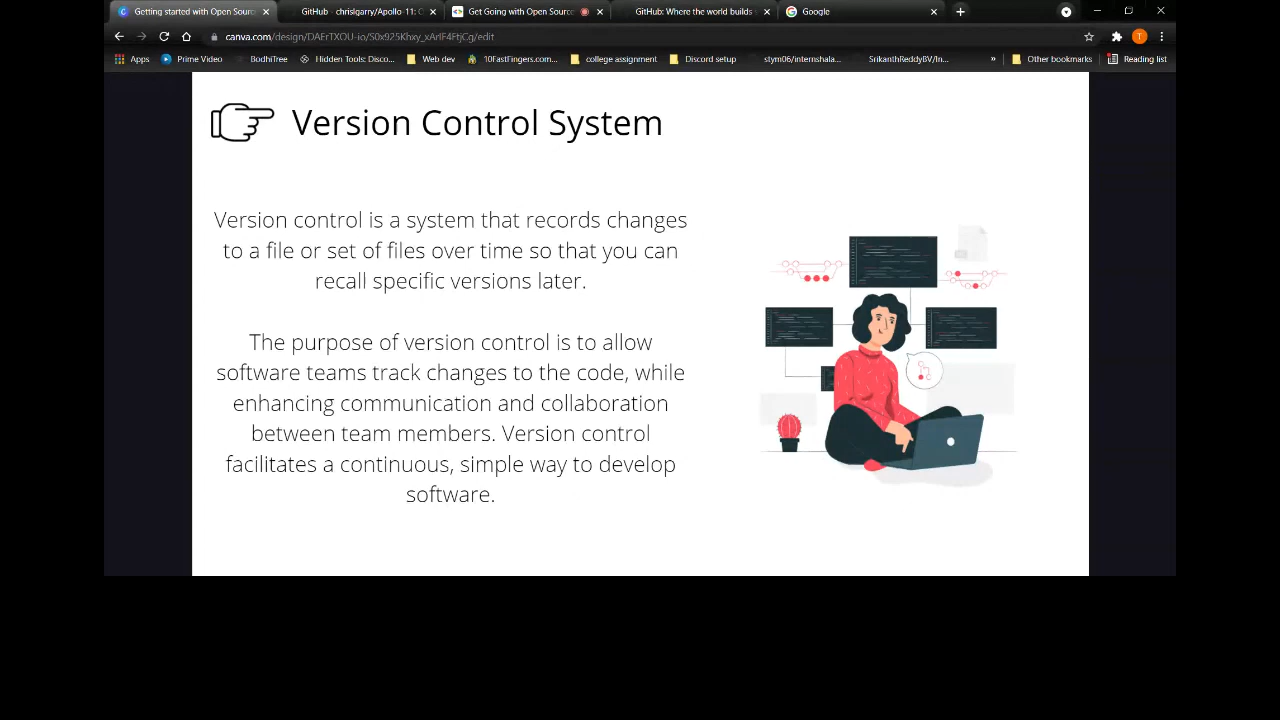 Getting started with Open Sourc
GitHub - chrislgarry/Apollo-11: O
Get Going with Open Source
GitHub: Where the world builds
Google
canva.com/design/DAErTXOU-io/S0x925Khxy_xArlF4FtjCg/edit
T
Apps
Prime Video
BodhiTree
Hidden Tools: Disco...
Web dev
10FastFingers.com...
college assignment
Discord setup
stym06/internshala...
SrikanthReddyBV/In...
Other bookmarks
Reading list
Version Control System
Version control is a system that records changes
to a file or set of files over time so that you can
recall specific versions later.
The purpose of version control is to allow
software teams track changes to the code, while
enhancing communication and collaboration
between team members. Version control
facilitates a continuous, simple way to develop
software.